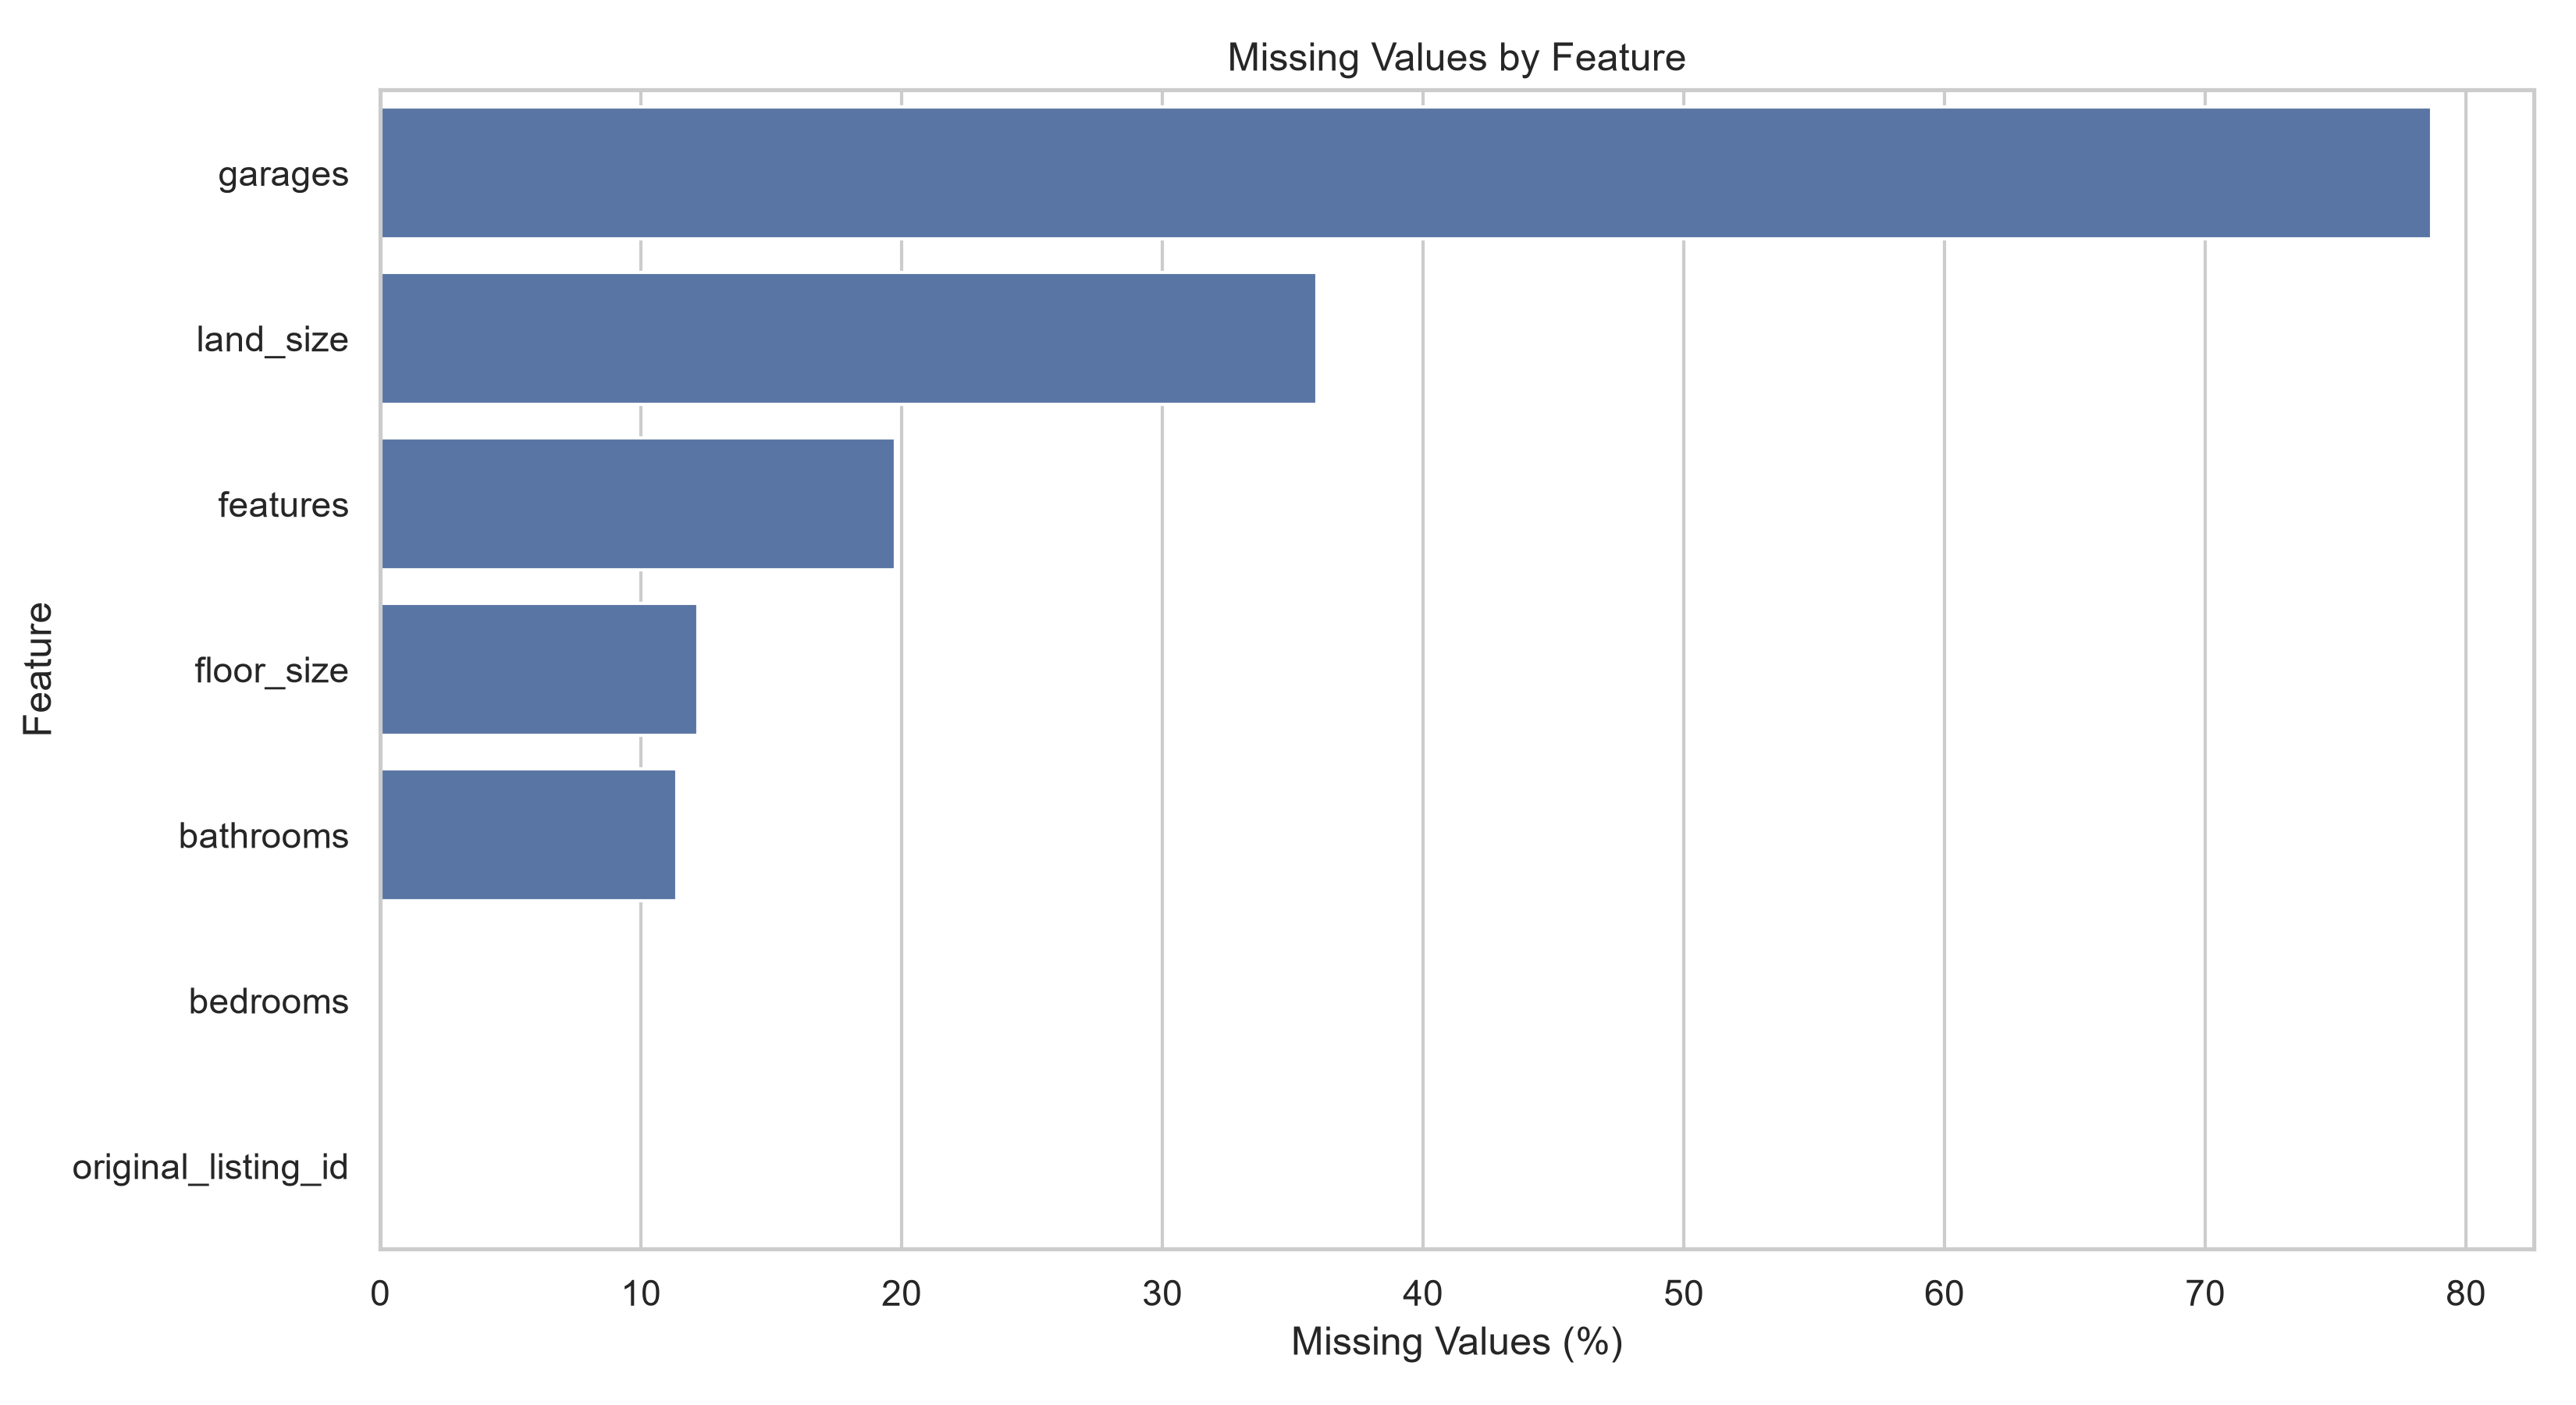 Missing Values by Feature
garages
land_size
features
floor_size
bathrooms
bedrooms
original_listing_id
Feature
0 10 20 30 40 50 60 70 80
Missing Values (%)